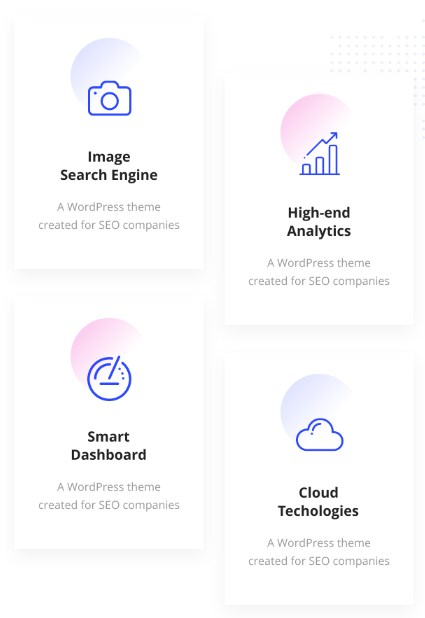 Image
Search Engine
A WordPress theme
created for SEO companies
High-end
Analytics
A WordPress theme
created for SEO companies
Smart
Dashboard
A WordPress theme
created for SEO companies
Cloud
Techologies
A WordPress theme
created for SEO companies